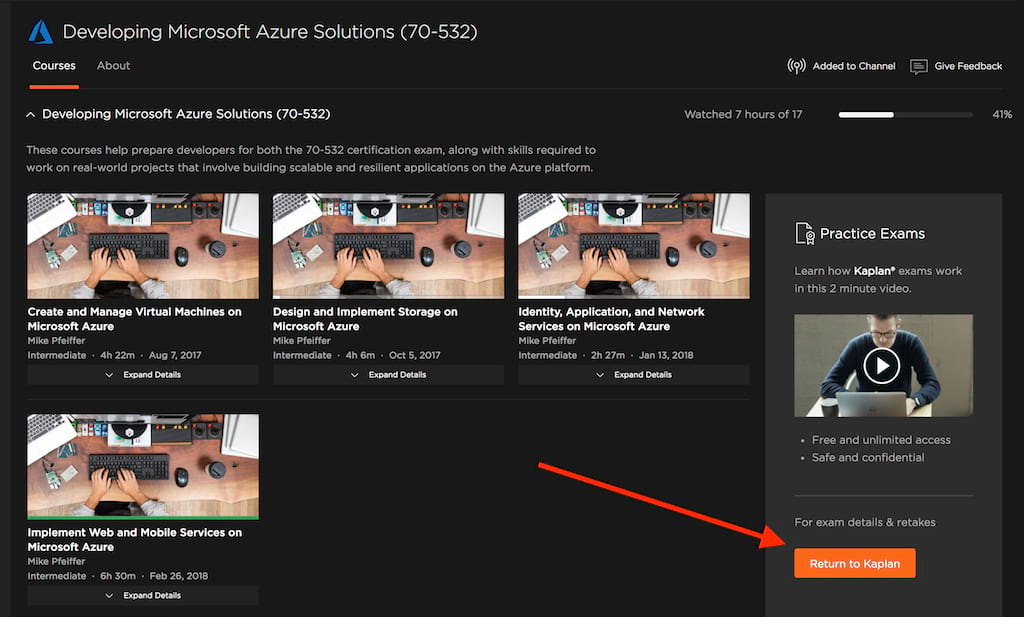 Developing Microsoft Azure Solutions (70-532)
Courses About
Added to Channel Give Feedback
Developing Microsoft Azure Solutions (70-532)
Watched 7 hours of 17 41%
These courses help prepare developers for both the 70-532 certification exam, along with skills required to
work on real-world projects that involve building scalable and resilient applications on the Azure platform.
Create and Manage Virtual Machines on
Microsoft Azure
Mike Pfeiffer
Intermediate · 4h 22m · Aug 7, 2017
Expand Details
Design and Implement Storage on
Microsoft Azure
Mike Pfeiffer
Intermediate · 4h 6m · Oct 5, 2017
Expand Details
Identity, Application, and Network
Services on Microsoft Azure
Mike Pfeiffer
Intermediate · 2h 27m · Jan 13, 2018
Expand Details
Implement Web and Mobile Services on
Microsoft Azure
Mike Pfeiffer
Intermediate · 6h 30m · Feb 26, 2018
Expand Details
Practice Exams
Learn how Kaplan® exams work
in this 2 minute video.
• Free and unlimited access
• Safe and confidential
For exam details & retakes
Return to Kaplan